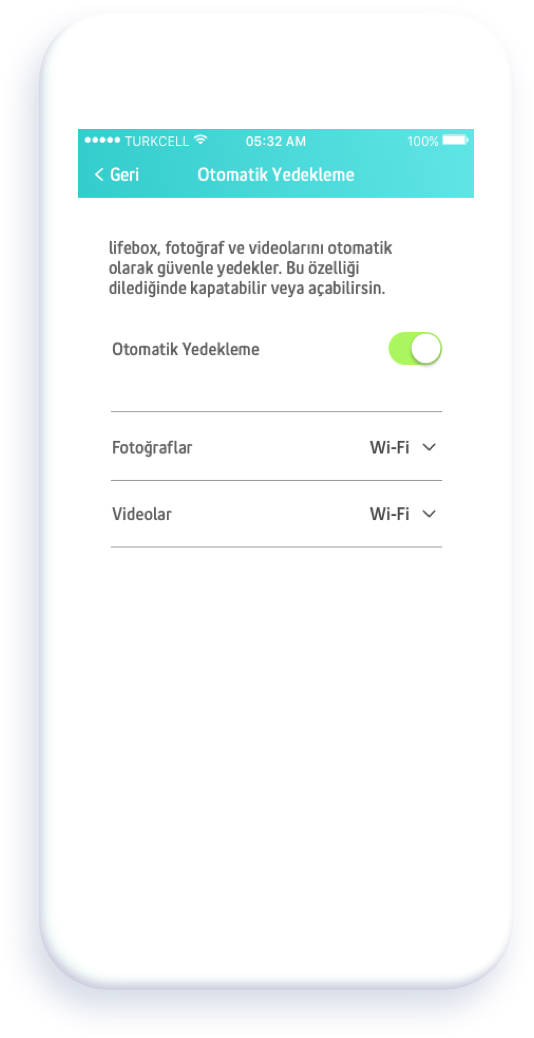 TURKCELL 05:32 AM 100%
Geri Otomatik Yedekleme
lifebox, fotoğraf ve videolarını otomatik
olarak güvenle yedekler. Bu özelliği
dilediğinde kapatabilir veya açabilirsin.
Otomatik Yedekleme
Fotoğraflar Wi-Fi
Videolar Wi-Fi